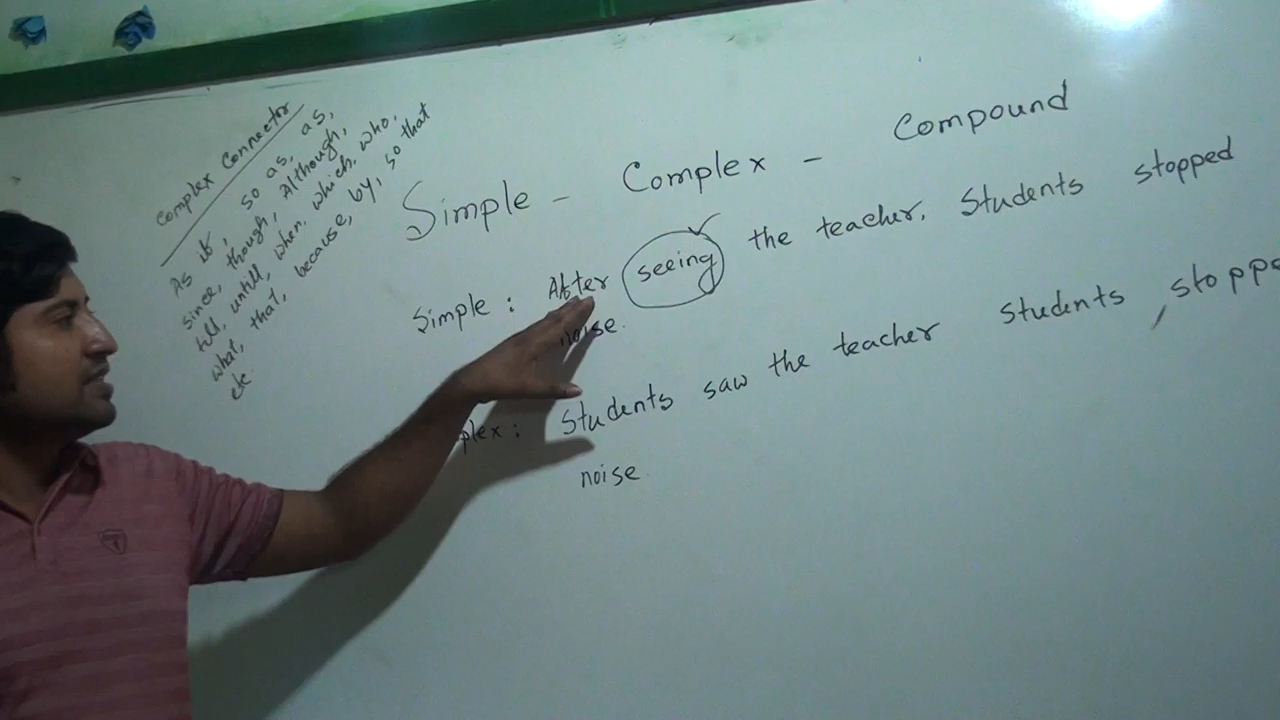 Complex Connector
As if, so as, as,
since, though, Although,
till, untill, when, which, who,
what, that, because, by, so that
etc.
Simple - Complex - Compound
Simple : After seeing the teacher, Students stopped
noise.
plex : Students saw the teacher students stoppe
noise.